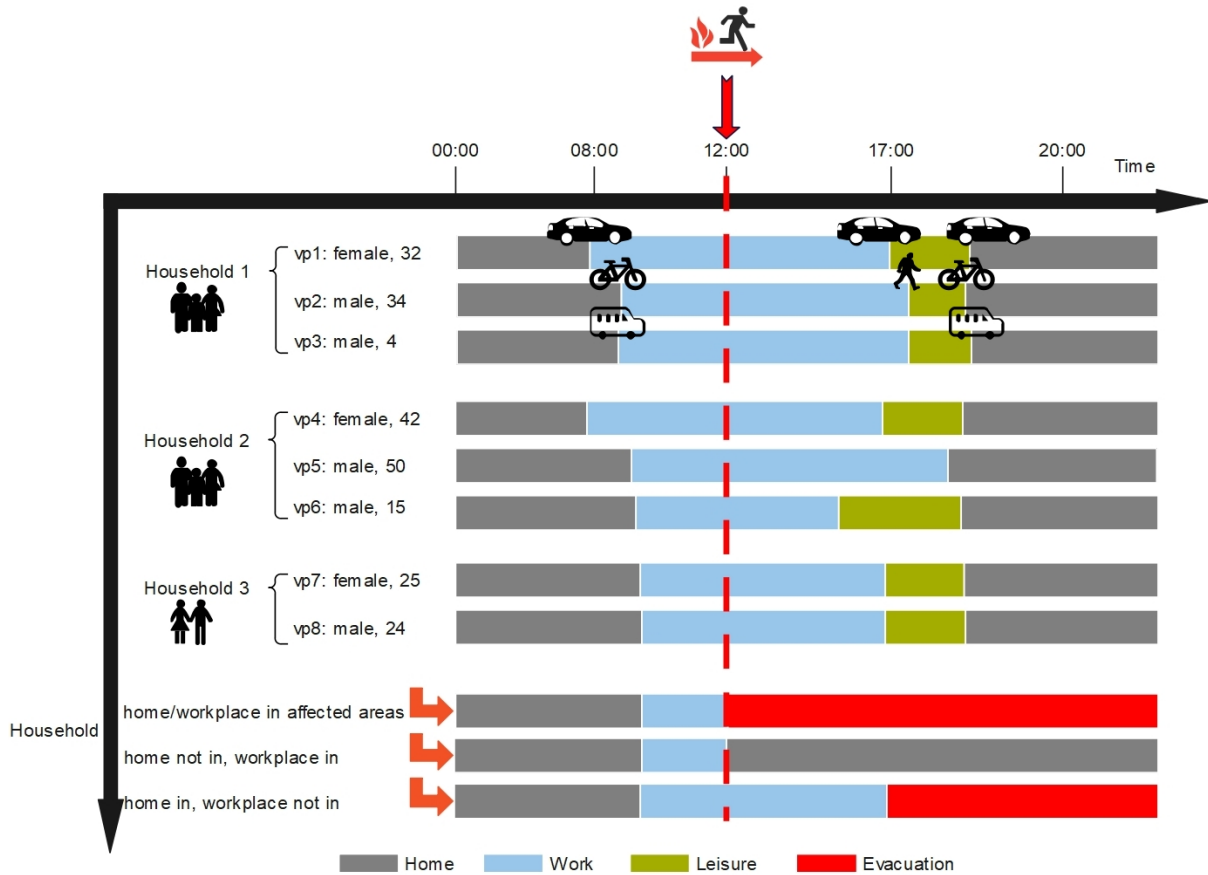 00:00 08:00 12:00 17:00 20:00
Time
Household 1
vp1: female, 32
vp2: male, 34
vp3: male, 4
Household 2
vp4: female, 42
vp5: male, 50
vp6: male, 15
Household 3
vp7: female, 25
vp8: male, 24
Household
home/workplace in affected areas
home not in, workplace in
home in, workplace not in
Home Work Leisure Evacuation